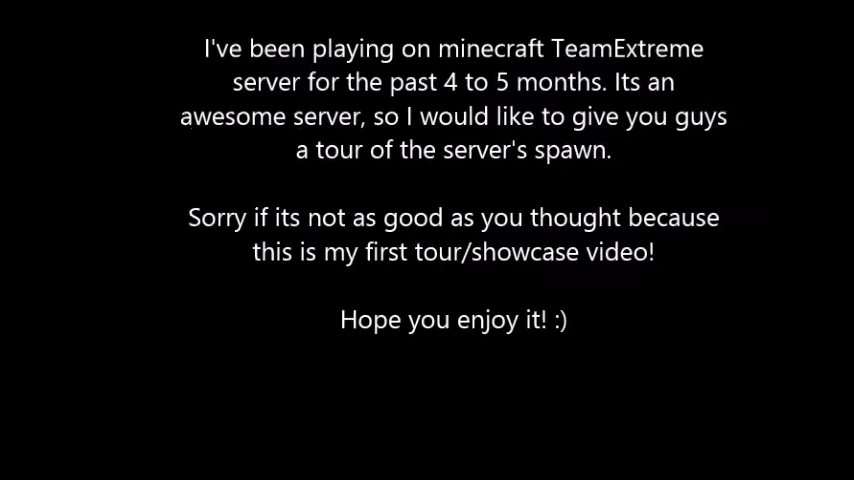 I've been playing on minecraft TeamExtreme
server for the past 4 to 5 months. Its an
awesome server, so I would like to give you guys
a tour of the server's spawn.
Sorry if its not as good as you thought because
this is my first tour/showcase video!
Hope you enjoy it! :)